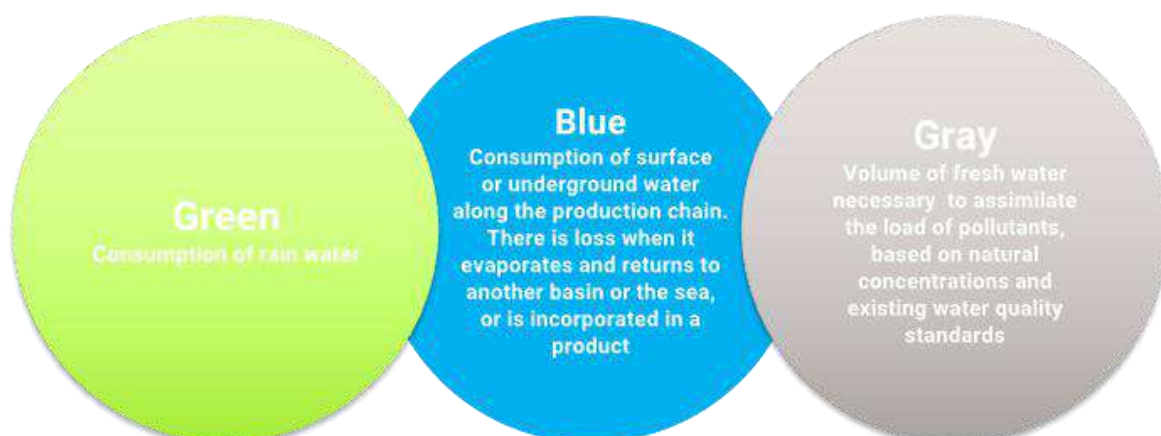 Green
Consumption of rain water
Blue
Consumption of surface
or underground water
along the production chain.
There is loss when it
evaporates and returns to
another basin or the sea,
or is incorporated in a
product
Gray
Volume of fresh water
necessary to assimilate
the load of pollutants,
based on natural
concentrations and
existing water quality
standards